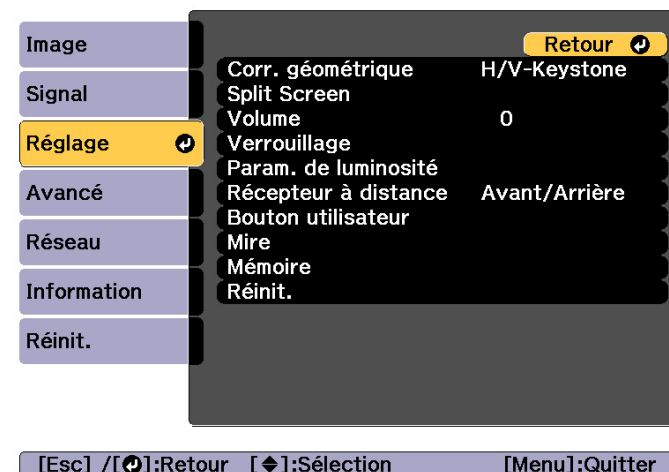 Image
Signal
Réglage
Avancé
Réseau
Information
Réinit.
Retour
Corr. géométrique H/V-Keystone
Split Screen
Volume 0
Verrouillage
Param. de luminosité
Récepteur à distance Avant/Arrière
Bouton utilisateur
Mire
Mémoire
Réinit.
[Esc] /[⏎]:Retour [◆]:Sélection [Menu]:Quitter